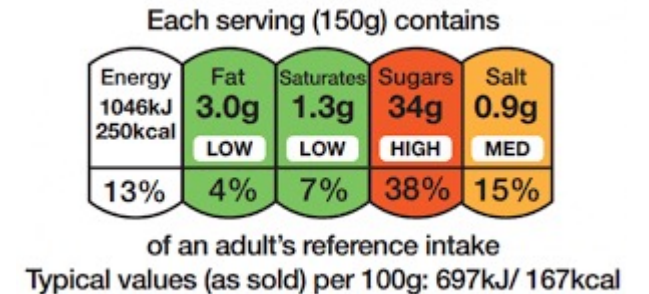 Each serving (150g) contains
Energy Fat Saturates Sugars Salt
1046kJ 3.0g 1.3g 34g 0.9g
250kcal
LOW LOW HIGH MED
13% 4% 7% 38% 15%
of an adult's reference intake
Typical values (as sold) per 100g: 697kJ/ 167kcal